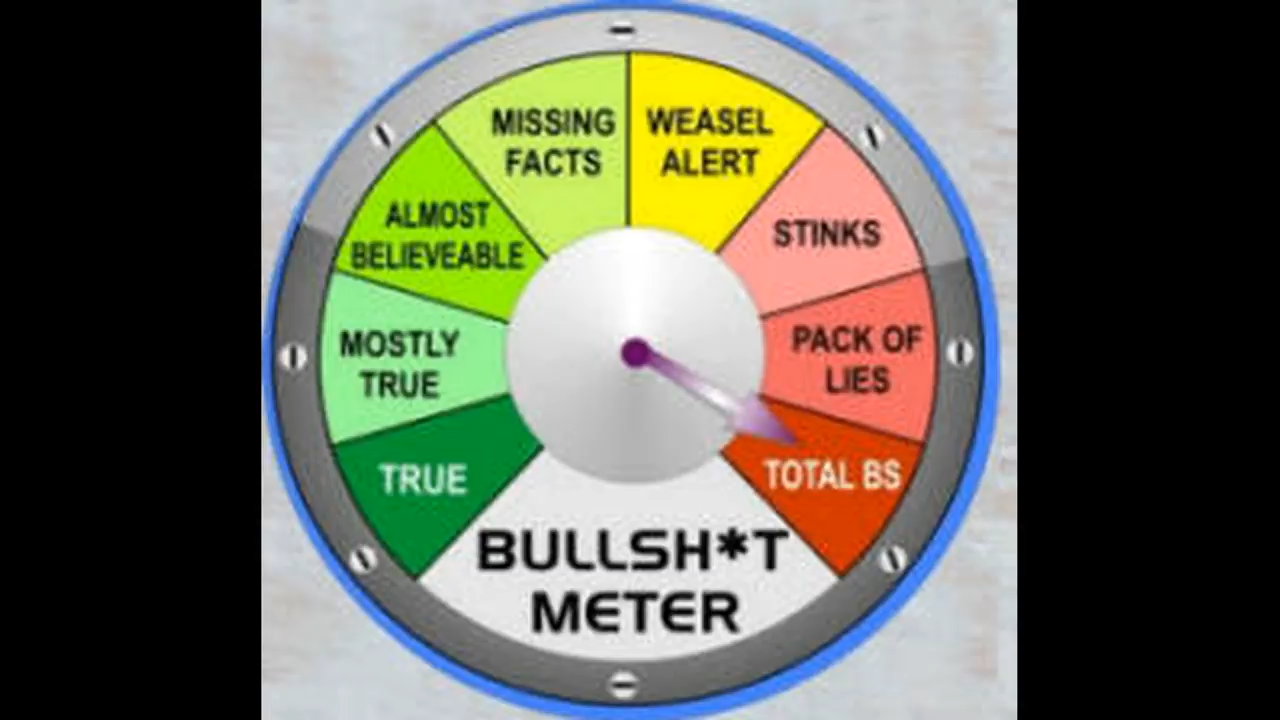 MISSING
FACTS
WEASEL
ALERT
ALMOST
BELIEVEABLE
STINKS
MOSTLY
TRUE
PACK OF
LIES
TRUE
TOTAL BS
BULLSH*T
METER